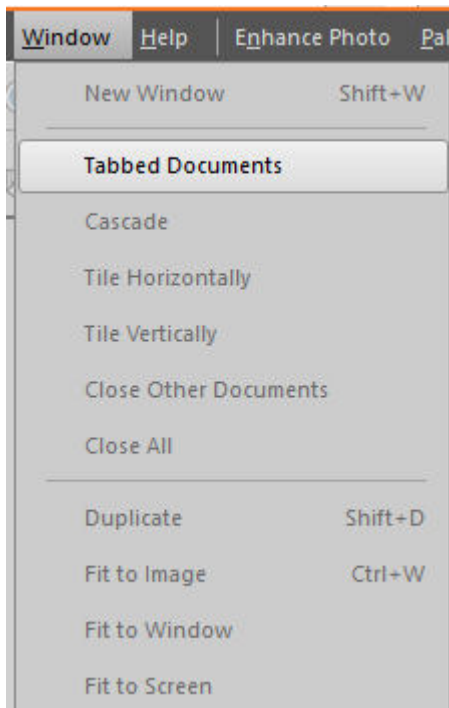 Window Help Enhance Photo Pal
New Window Shift+W
Tabbed Documents
Cascade
Tile Horizontally
Tile Vertically
Close Other Documents
Close All
Duplicate Shift+D
Fit to Image Ctrl+W
Fit to Window
Fit to Screen